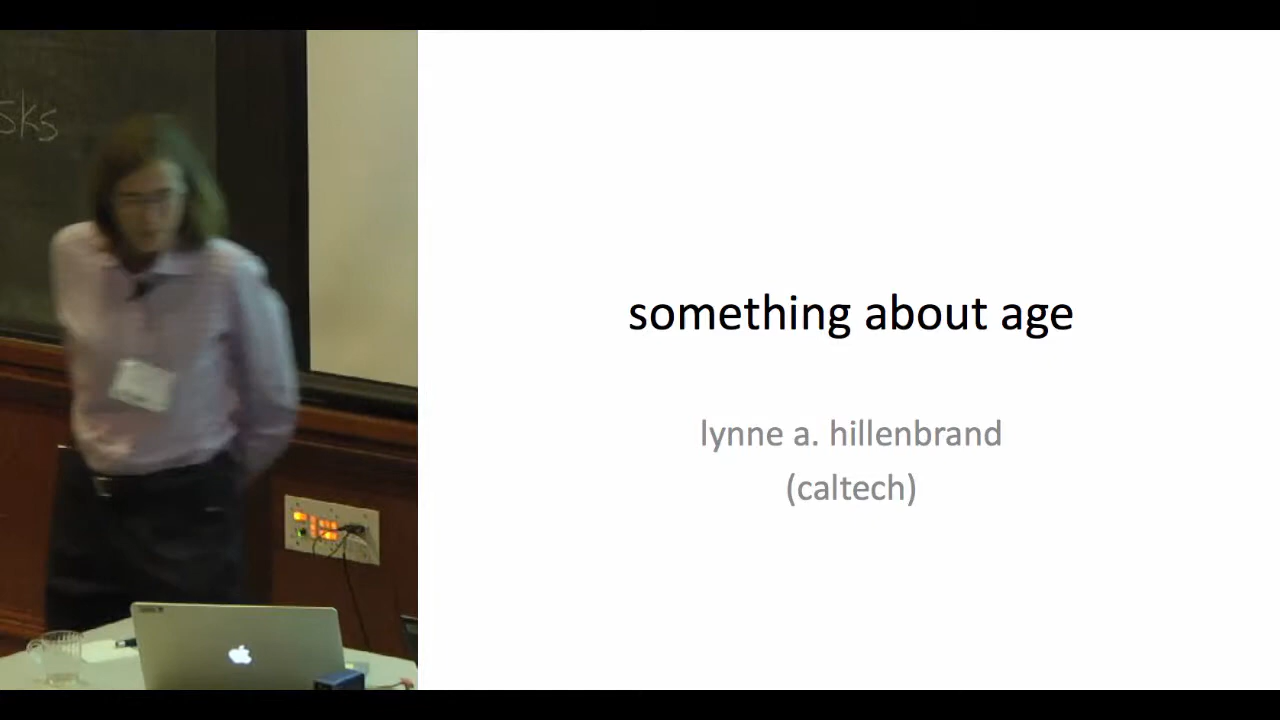 sks
something about age
lynne a. hillenbrand
(caltech)